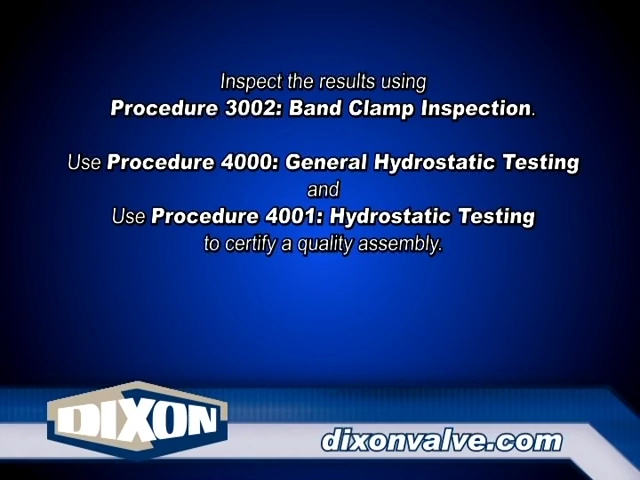 Inspect the results using
Procedure 3002: Band Clamp Inspection.
Use Procedure 4000: General Hydrostatic Testing
and
Use Procedure 4001: Hydrostatic Testing
to certify a quality assembly.
DIXON
dixonvalve.com